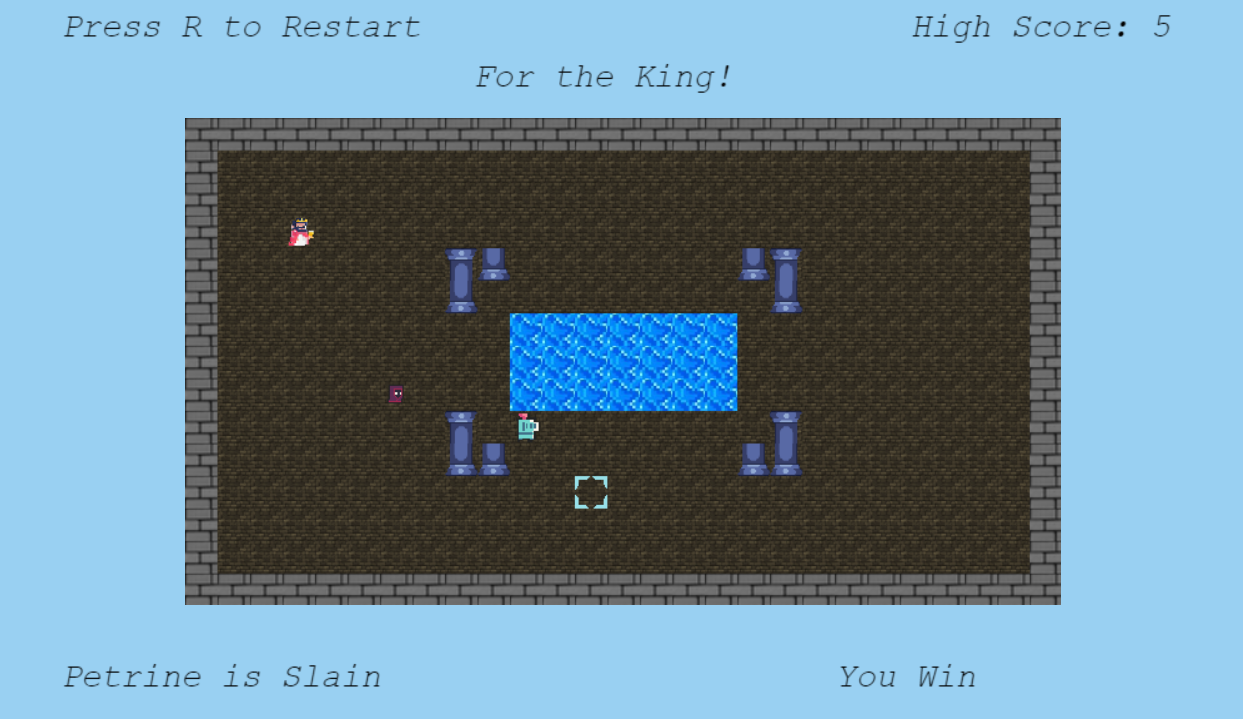 Press R to Restart
High Score: 5
For the King!
Petrine is Slain
You Win